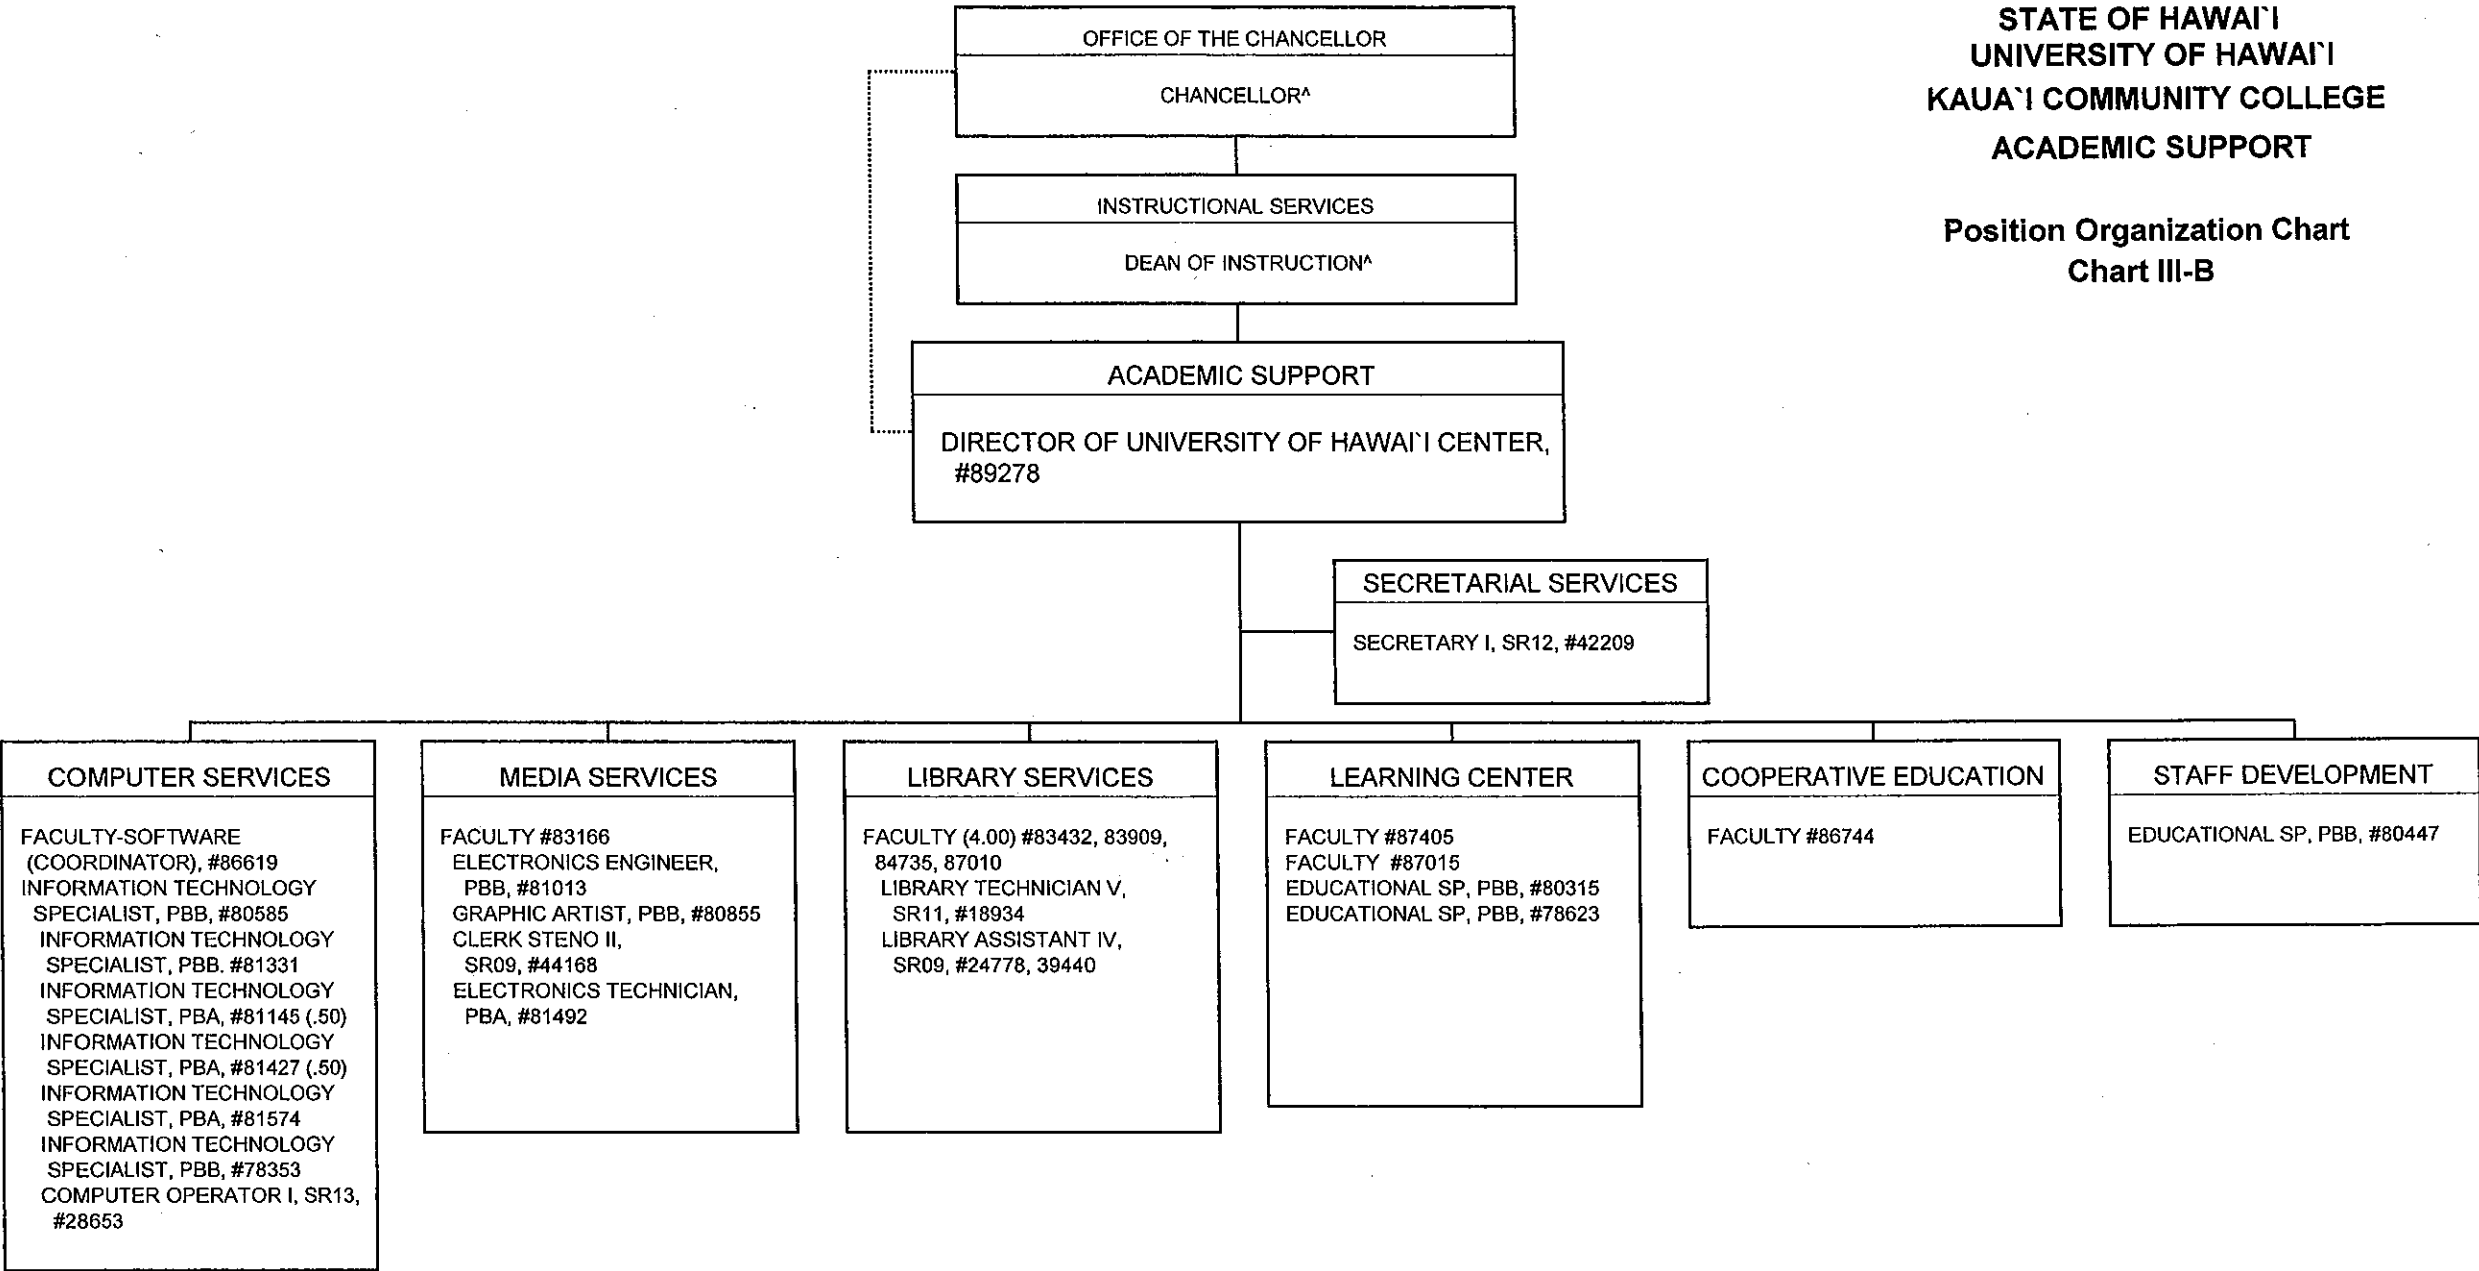 STATE OF HAWAI`I
UNIVERSITY OF HAWAI`I
KAUA`I COMMUNITY COLLEGE
ACADEMIC SUPPORT
Position Organization Chart
Chart III-B
OFFICE OF THE CHANCELLOR
CHANCELLOR^
INSTRUCTIONAL SERVICES
DEAN OF INSTRUCTION^
ACADEMIC SUPPORT
DIRECTOR OF UNIVERSITY OF HAWAI`I CENTER,
#89278
SECRETARIAL SERVICES
SECRETARY I, SR12, #42209
COMPUTER SERVICES
FACULTY-SOFTWARE
(COORDINATOR), #86619
INFORMATION TECHNOLOGY
SPECIALIST, PBB, #80585
INFORMATION TECHNOLOGY
SPECIALIST, PBB. #81331
INFORMATION TECHNOLOGY
SPECIALIST, PBA, #81145 (.50)
INFORMATION TECHNOLOGY
SPECIALIST, PBA, #81427 (.50)
INFORMATION TECHNOLOGY
SPECIALIST, PBA, #81574
INFORMATION TECHNOLOGY
SPECIALIST, PBB, #78353
COMPUTER OPERATOR I, SR13,
#28653
MEDIA SERVICES
FACULTY #83166
ELECTRONICS ENGINEER,
PBB, #81013
GRAPHIC ARTIST, PBB, #80855
CLERK STENO II,
SR09, #44168
ELECTRONICS TECHNICIAN,
PBA, #81492
LIBRARY SERVICES
FACULTY (4.00) #83432, 83909,
84735, 87010
LIBRARY TECHNICIAN V,
SR11, #18934
LIBRARY ASSISTANT IV,
SR09, #24778, 39440
LEARNING CENTER
FACULTY #87405
FACULTY #87015
EDUCATIONAL SP, PBB, #80315
EDUCATIONAL SP, PBB, #78623
COOPERATIVE EDUCATION
FACULTY #86744
STAFF DEVELOPMENT
EDUCATIONAL SP, PBB, #80447